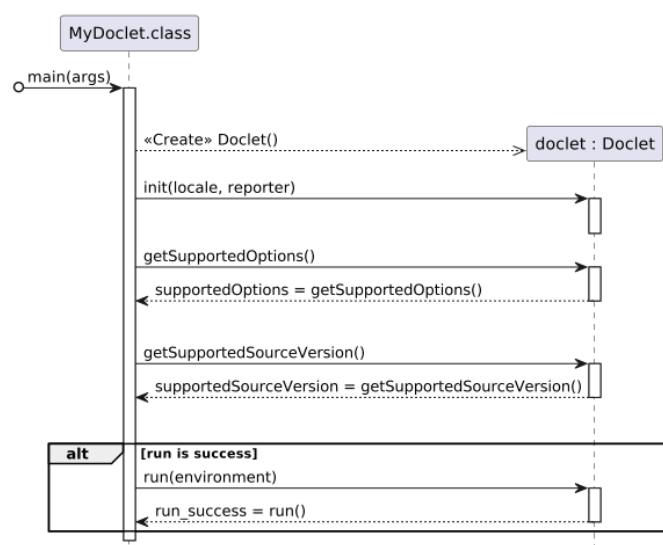 MyDoclet.class
main(args)
«Create» Doclet()
doclet : Doclet
init(locale, reporter)
getSupportedOptions()
supportedOptions = getSupportedOptions()
getSupportedSourceVersion()
supportedSourceVersion = getSupportedSourceVersion()
alt [run is success]
run(environment)
run_success = run()